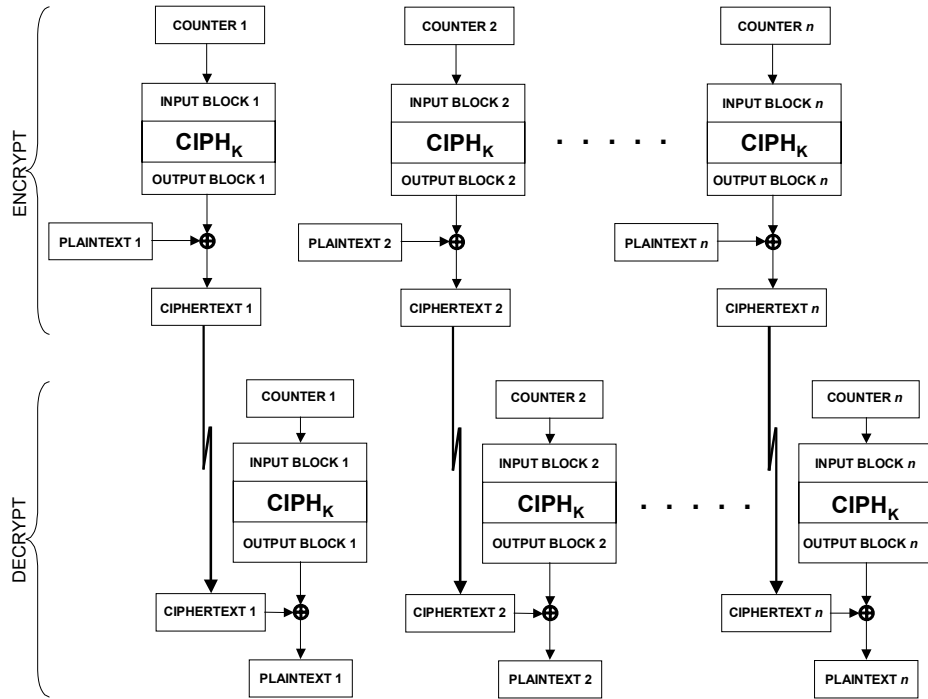 COUNTER 1 COUNTER 2 COUNTER n
INPUT BLOCK 1 INPUT BLOCK 2 INPUT BLOCK n
CIPHK CIPHK . . . . . CIPHK
OUTPUT BLOCK 1 OUTPUT BLOCK 2 OUTPUT BLOCK n
ENCRYPT
PLAINTEXT 1 PLAINTEXT 2 PLAINTEXT n
CIPHERTEXT 1 CIPHERTEXT 2 CIPHERTEXT n
COUNTER 1 COUNTER 2 COUNTER n
INPUT BLOCK 1 INPUT BLOCK 2 INPUT BLOCK n
CIPHK CIPHK . . . . . CIPHK
OUTPUT BLOCK 1 OUTPUT BLOCK 2 OUTPUT BLOCK n
DECRYPT
CIPHERTEXT 1 CIPHERTEXT 2 CIPHERTEXT n
PLAINTEXT 1 PLAINTEXT 2 PLAINTEXT n